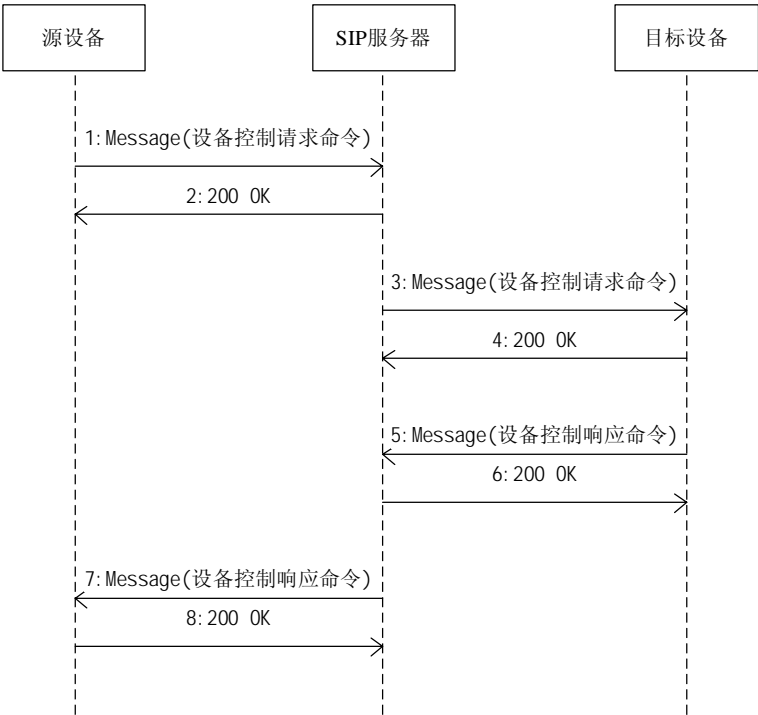 源设备
SIP服务器
目标设备
1:Message(设备控制请求命令)
2:200 OK
3:Message(设备控制请求命令)
4:200 OK
5:Message(设备控制响应命令)
6:200 OK
7:Message(设备控制响应命令)
8:200 OK